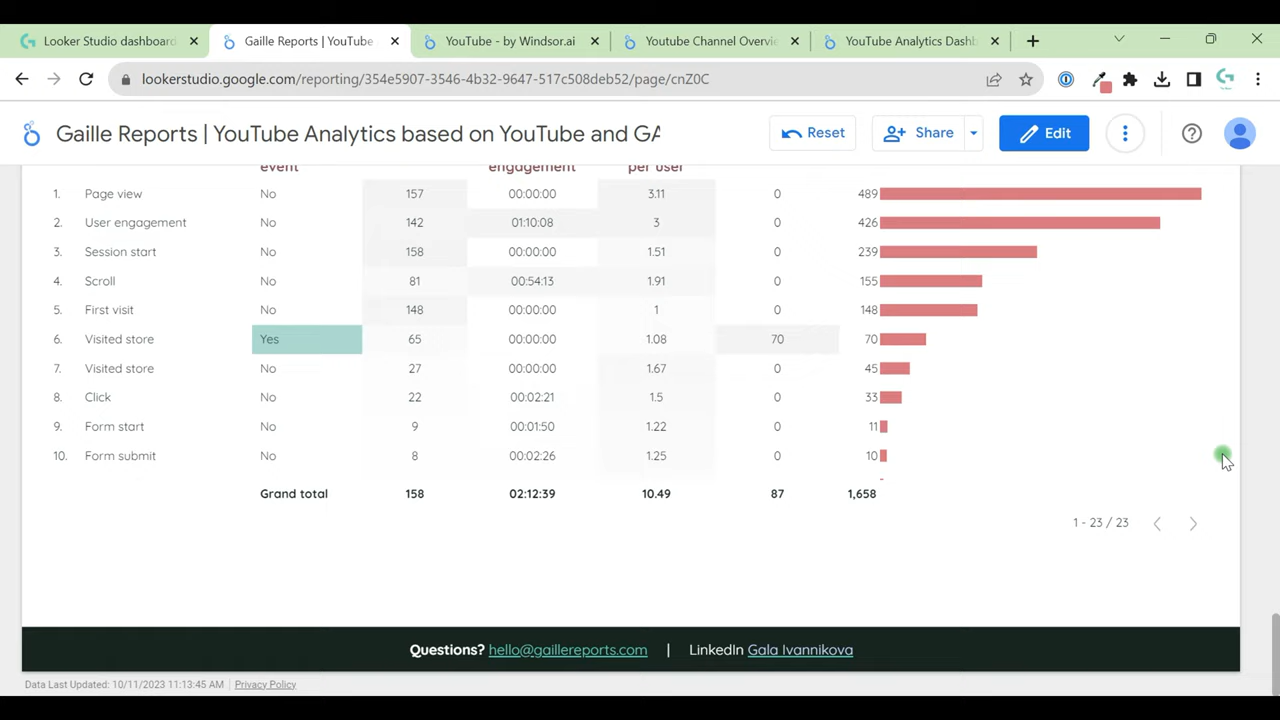 Looker Studio dashboard
Gaille Reports | YouTube
YouTube - by Windsor.ai
Youtube Channel Overvi
YouTube Analytics Dash
lookerstudio.google.com/reporting/354e5907-3546-4b32-9647-517c508deb52/page/cnZ0C
Gaille Reports | YouTube Analytics based on YouTube and GA
Reset
Share
Edit
event engagement per user
1. Page view No 157 00:00:00 3.11 0 489
2. User engagement No 142 01:10:08 3 0 426
3. Session start No 158 00:00:00 1.51 0 239
4. Scroll No 81 00:54:13 1.91 0 155
5. First visit No 148 00:00:00 1 0 148
6. Visited store Yes 65 00:00:00 1.08 70 70
7. Visited store No 27 00:00:00 1.67 0 45
8. Click No 22 00:02:21 1.5 0 33
9. Form start No 9 00:01:50 1.22 0 11
10. Form submit No 8 00:02:26 1.25 0 10
Grand total 158 02:12:39 10.49 87 1,658
1 - 23 / 23
Questions? hello@gaillereports.com | LinkedIn Gala Ivannikova
Data Last Updated: 10/11/2023 11:13:45 AM | Privacy Policy